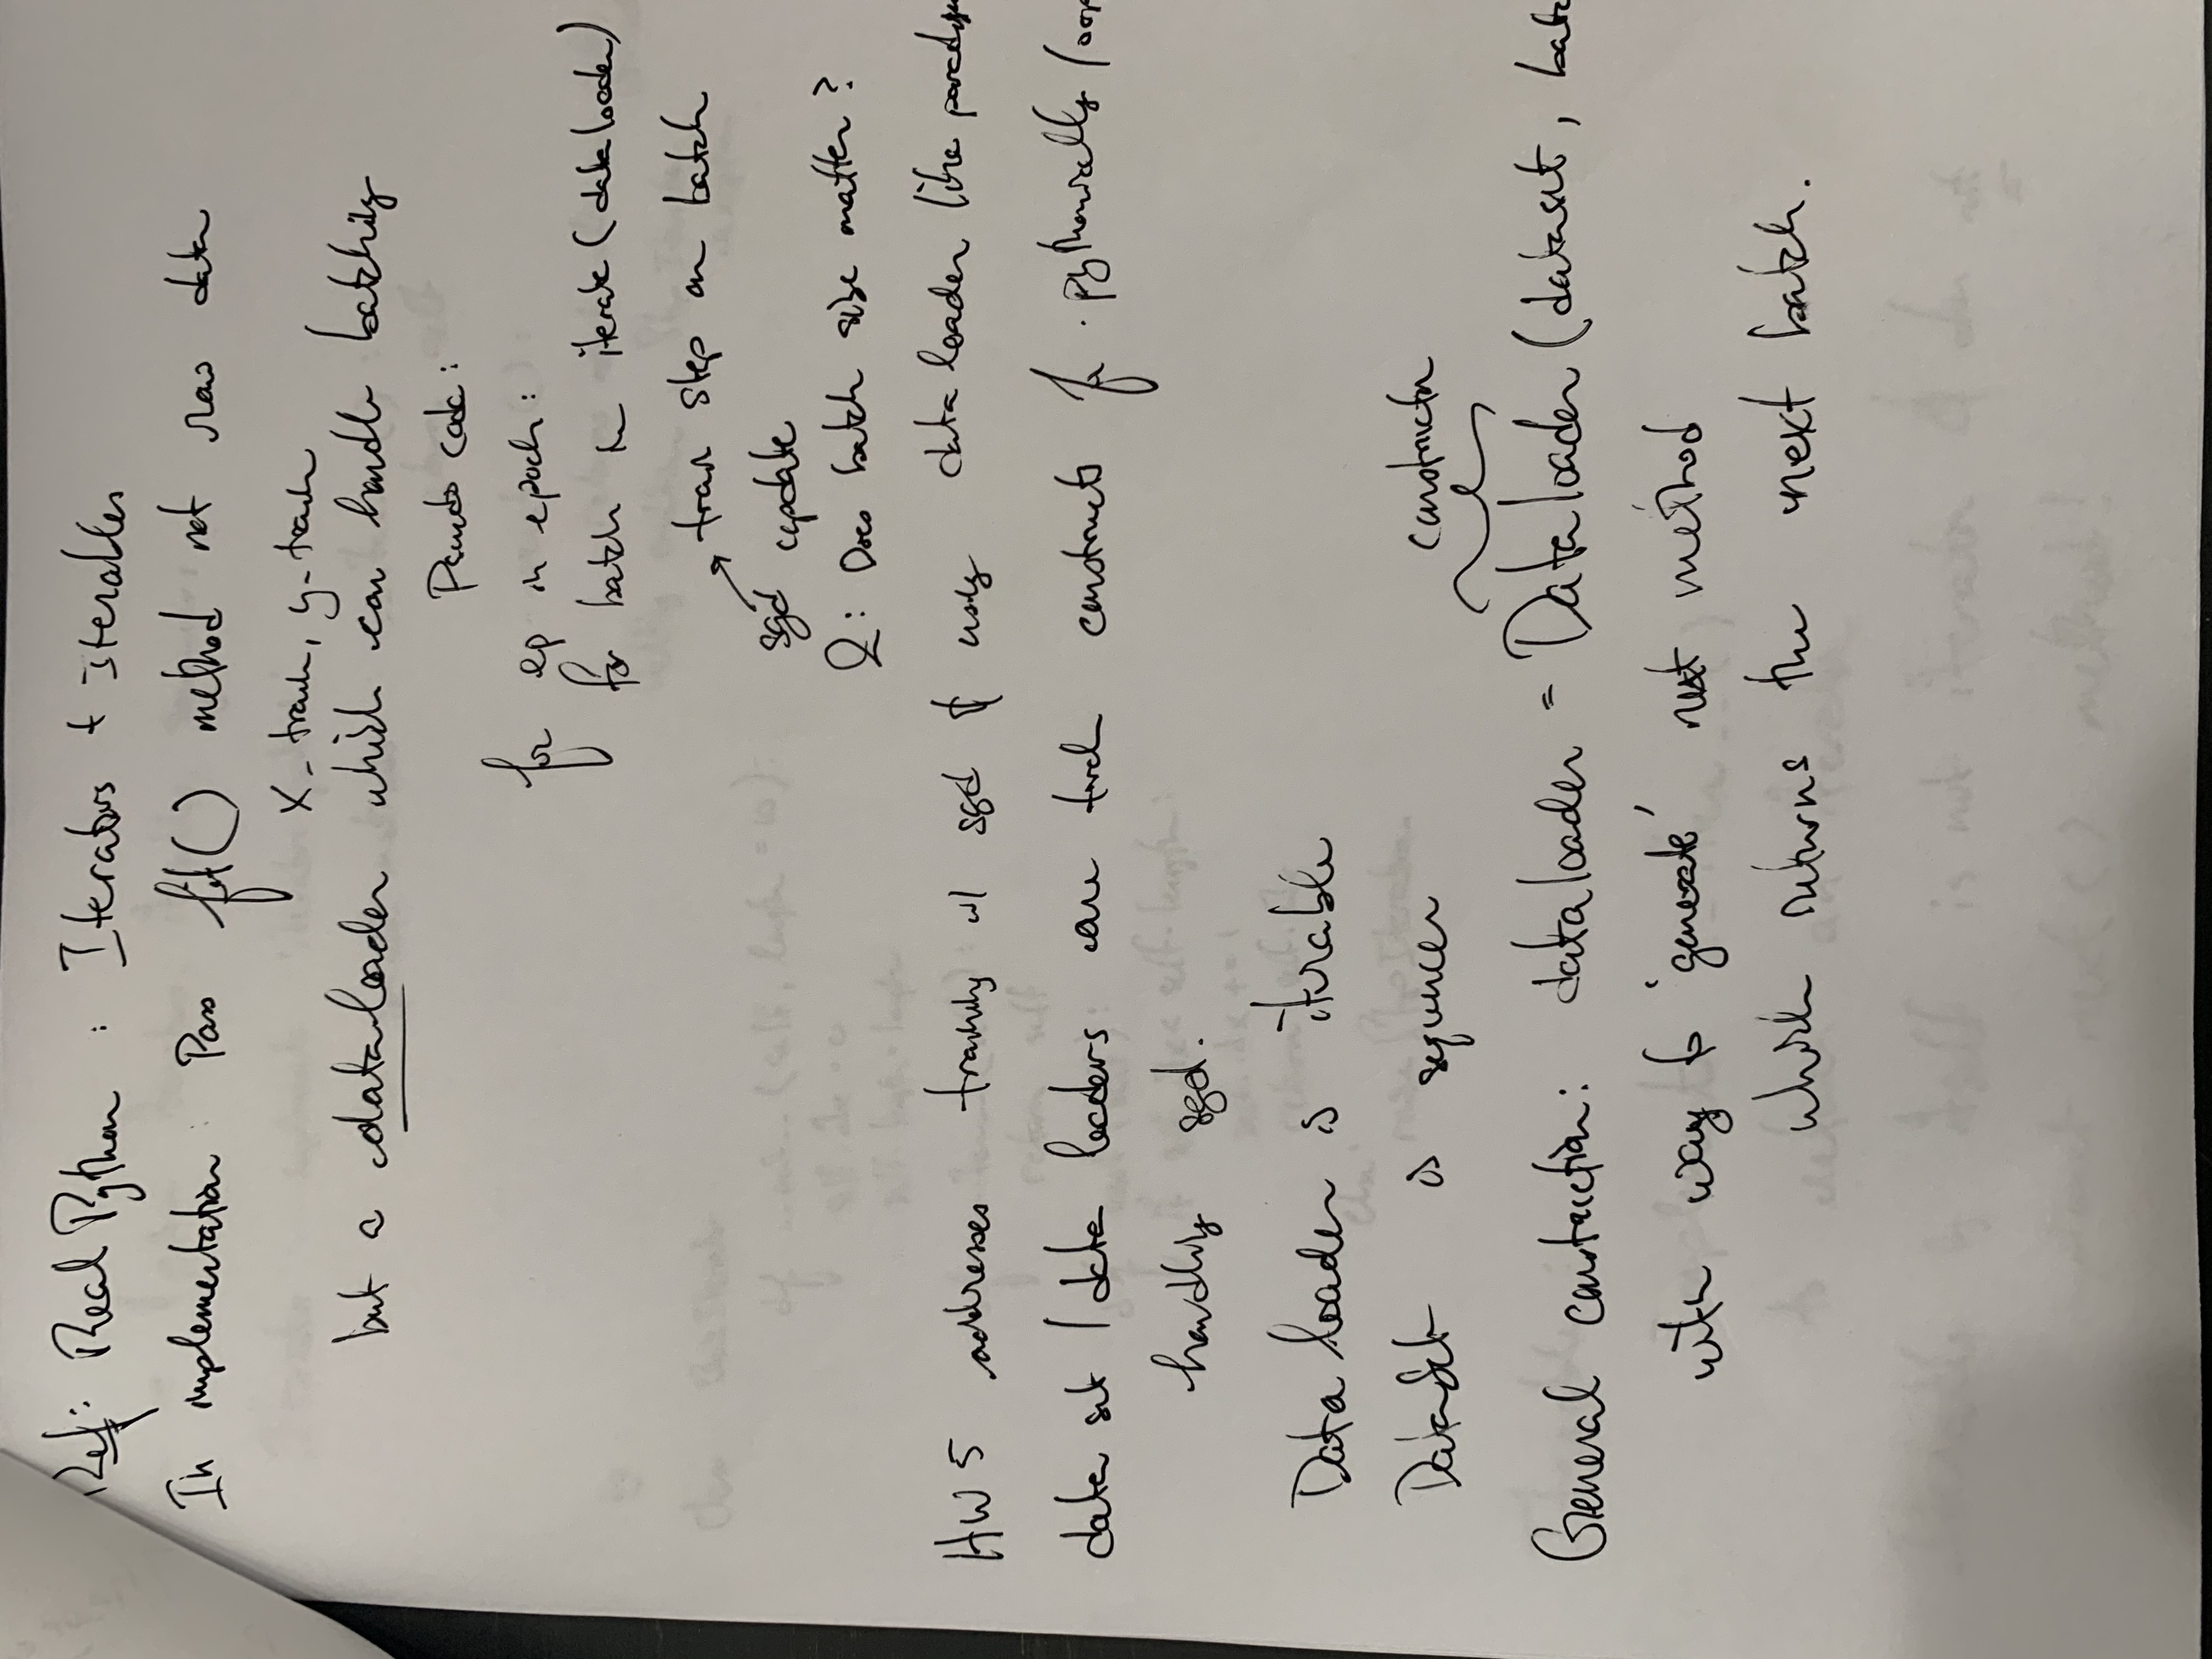 Ref: Real Python : Iterators + iterables
In implementation: Pass fit() method not raw data
X_train, y_train
but a dataloader which can handle batching
Pseudo code:
for ep in epoch:
for batch in iterate (dataloader)
train step on batch
sgd update
Q: Does batch size matter?
HW 5 addresses training w/ sgd & using data loader like
data set / data loaders are torch constructs for pythonically
handling sgd.
Data loader is iterable
DataSet is sequencer
constructor
General construction: dataloader = Dataloader (dataset,
with way to 'generate' next method
which returns the next batch.